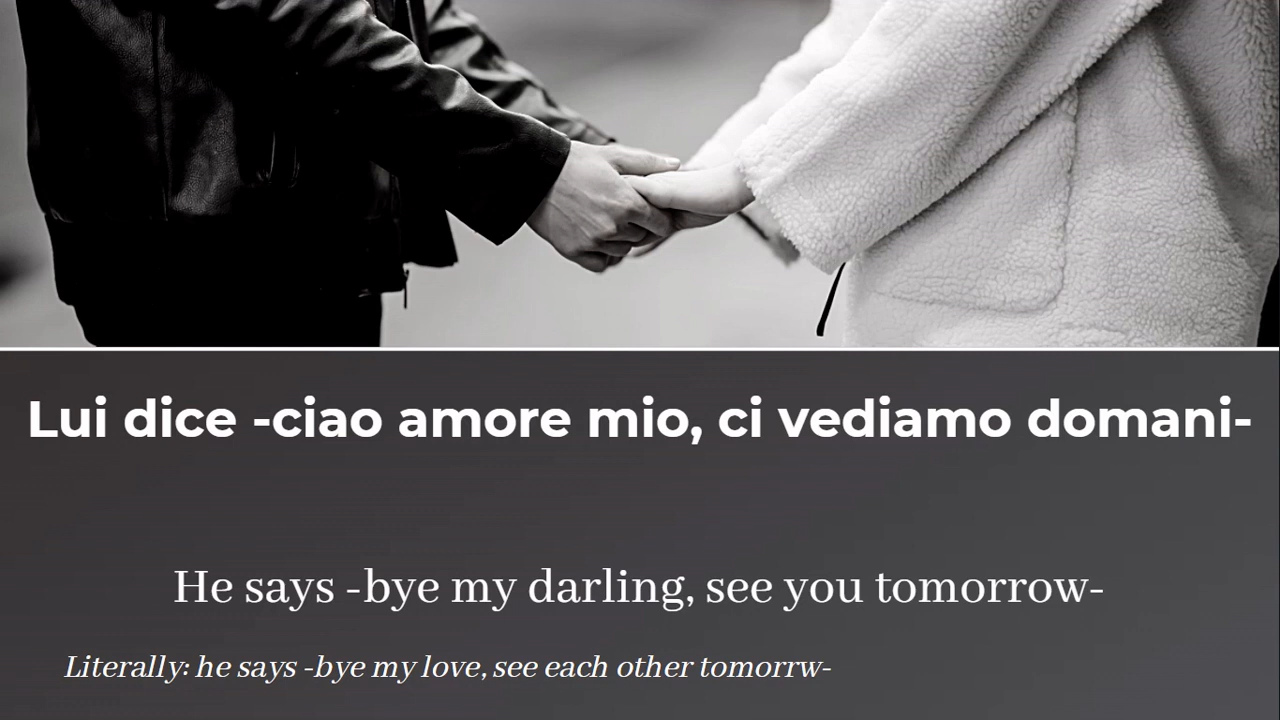 Lui dice -ciao amore mio, ci vediamo domani-
He says -bye my darling, see you tomorrow-
Literally: he says -bye my love, see each other tomorrw-